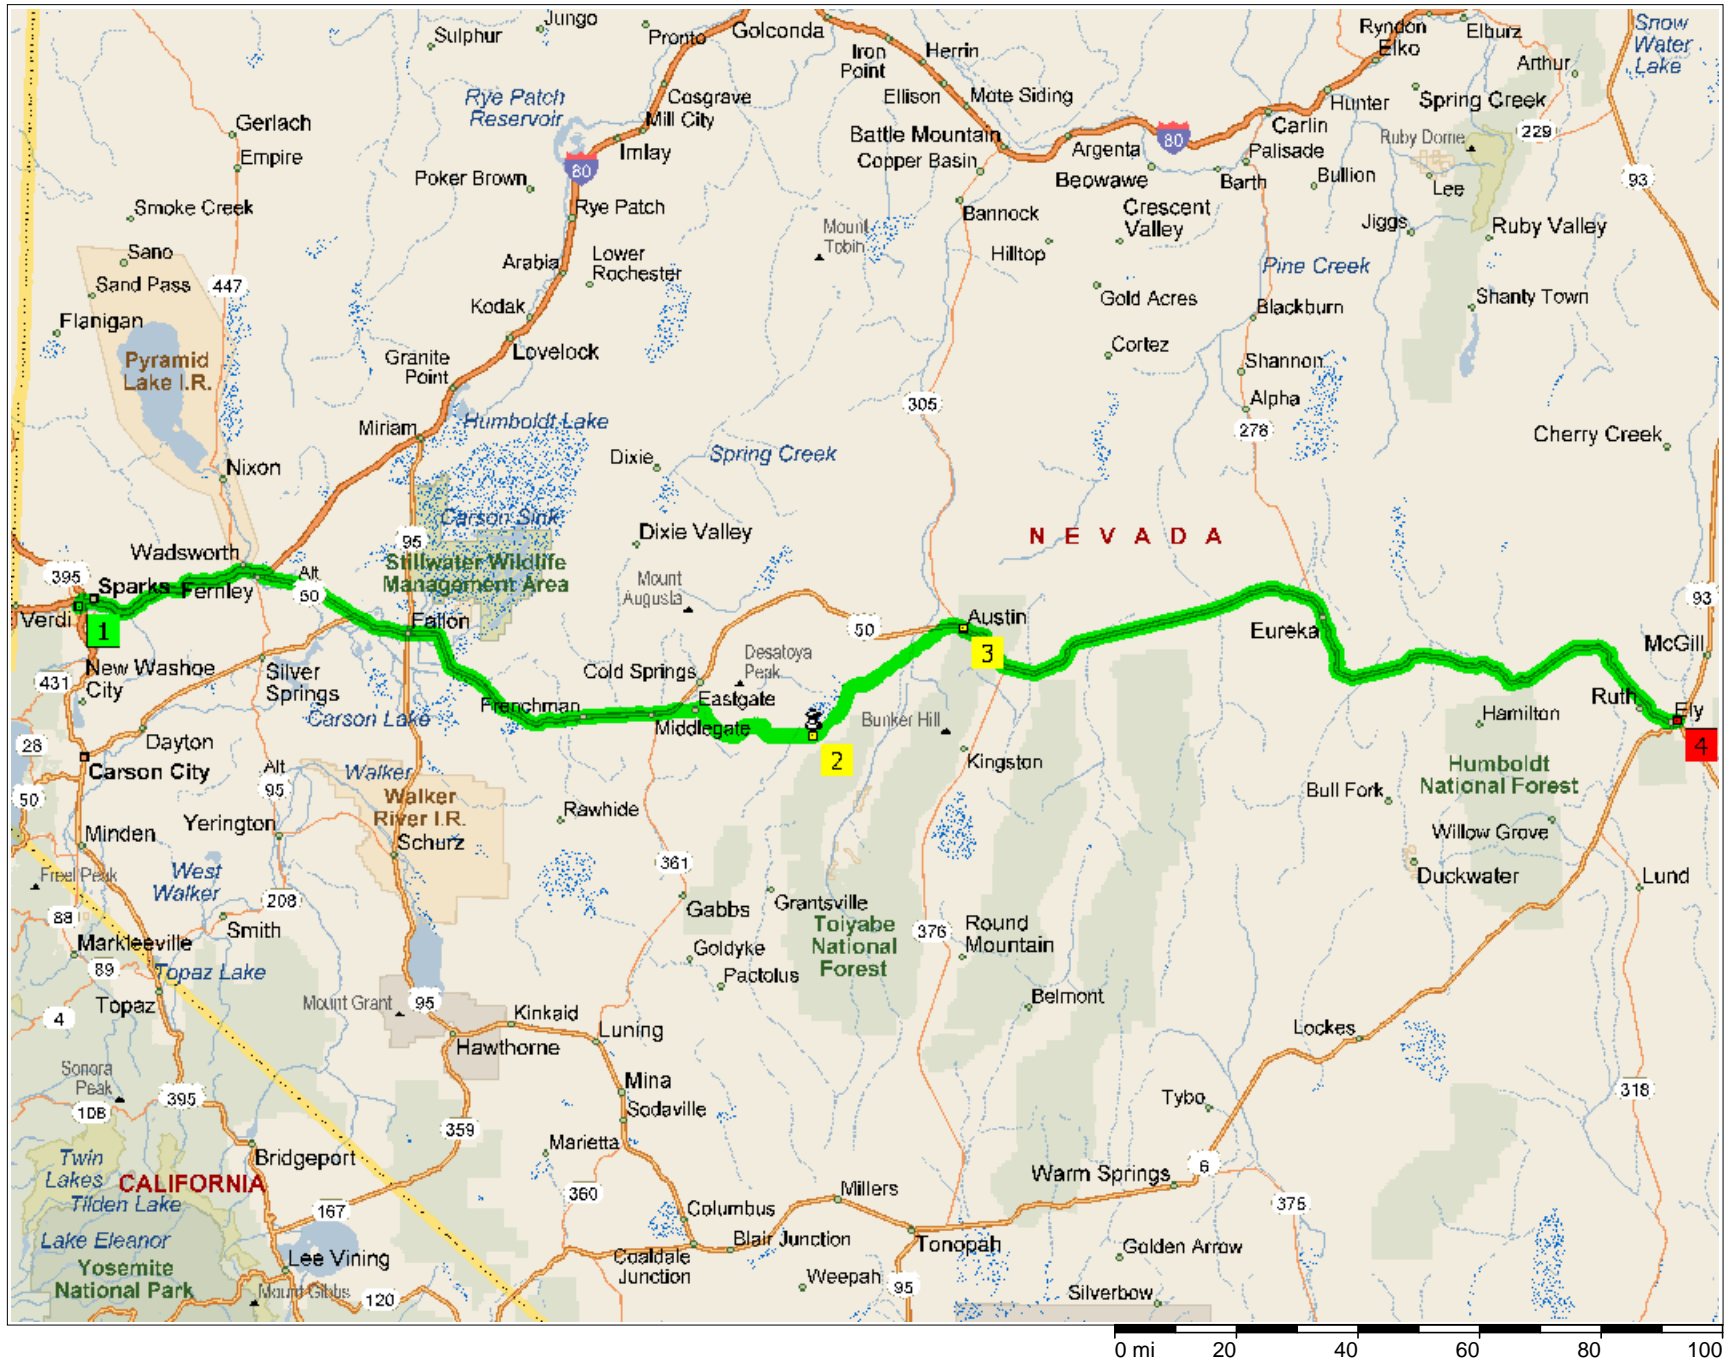 Jungo
Sulphur
Pronto
Golconda
Iron
Point
Herrin
Ryndon
Elko
Elburz
Snow
Water
Lake
Arthur
Rye Patch
Reservoir
Cosgrave
Mill City
Ellison
Mote Siding
Hunter
Spring Creek
Gerlach
Empire
80
Imlay
Battle Mountain
Copper Basin
Argenta
80
Carlin
Palisade
Ruby Dome
229
Poker Brown
Beowawe
Barth
Bullion
Lee
93
Smoke Creek
Rye Patch
Bannock
Crescent
Valley
Jiggs
Ruby Valley
Sano
Mount
Tobin
Hilltop
Arabia
Lower
Rochester
Pine Creek
Sand Pass
447
Gold Acres
Shanty Town
Kodak
Blackburn
Flanigan
Pyramid
Lake I.R.
Granite
Point
Lovelock
Cortez
Shannon
305
Alpha
Miriam
Humboldt Lake
278
Cherry Creek
Nixon
Dixie
Spring Creek
Carson Sink
95
NEVADA
Wadsworth
Dixie Valley
Stillwater Wildlife
Management Area
395
Sparks
Fernley
Alt
50
Mount
Augusta
93
Verdi
1
Fallon
50
Austin
3
Eureka
McGill
New Washoe
City
431
Silver
Springs
Cold Springs
Desatoya
Peak
Carson Lake
Frenchman
Eastgate
Middlegate
Bunker Hill
Ruth
Ely
4
Hamilton
28
Dayton
2
Carson City
Alt
95
Walker
Kingston
Humboldt
National Forest
50
Walker
River I.R.
Bull Fork
Minden
Yerington
Rawhide
Willow Grove
Schurz
Freel Peak
West
Walker
361
Duckwater
Lund
88
208
Gabbs
Grantsville
Smith
Toiyabe
National
Forest
376
Round
Mountain
Markleeville
89
Topaz Lake
Goldyke
Pactolus
Topaz
Mount Grant
95
Belmont
4
Kinkaid
Luning
Hawthorne
Lockes
Sonora
Peak
Mina
108
395
Sodaville
Tybo
318
359
Marietta
Twin
Lakes
CALIFORNIA
Bridgeport
Warm Springs
6
Tilden Lake
167
360
Millers
375
Columbus
Lake Eleanor
Lee Vining
Coaldale
Junction
Blair Junction
Tonopah
Golden Arrow
Yosemite
National Park
Mount Gibbs
120
Weepah
95
Silverbow
0 mi 20 40 60 80 100